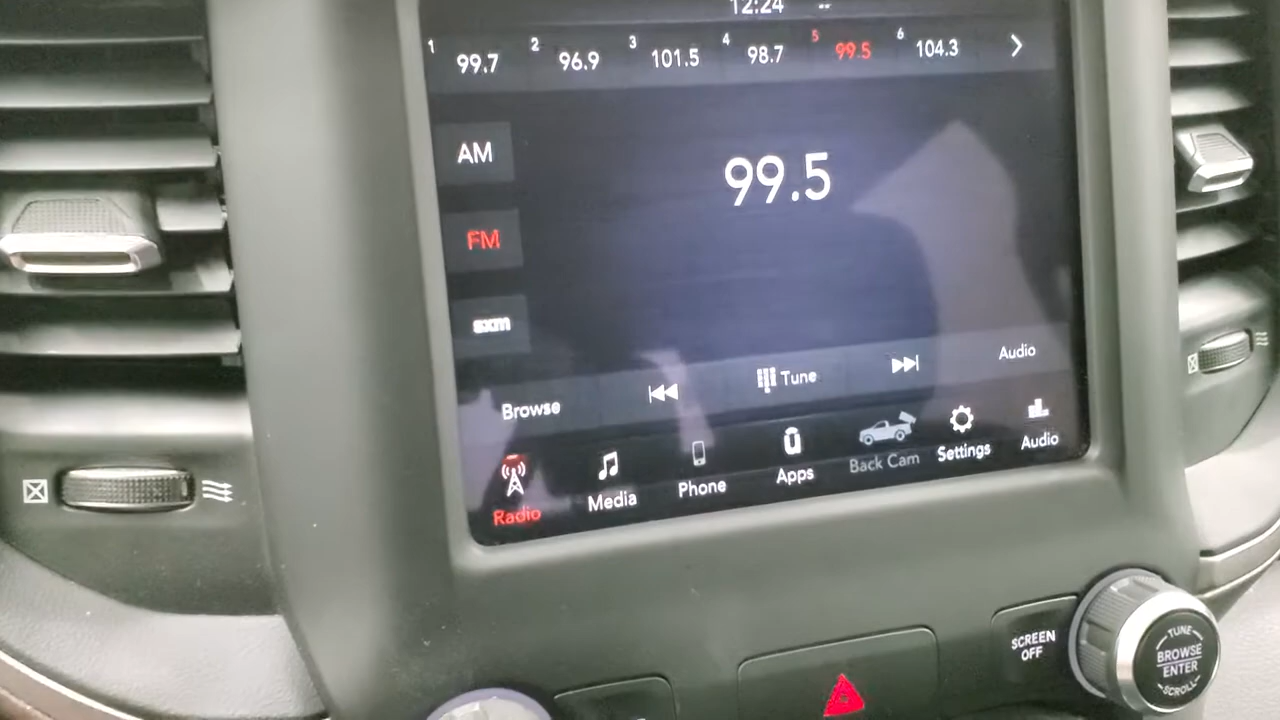 12:24 --
1 99.7 2 96.9 3 101.5 4 98.7 5 99.5 6 104.3
AM
99.5
FM
sxm
Browse Tune Audio
Radio Media Phone Apps Back Cam Settings Audio
SCREEN
OFF
TUNE
BROWSE
ENTER
SCROLL